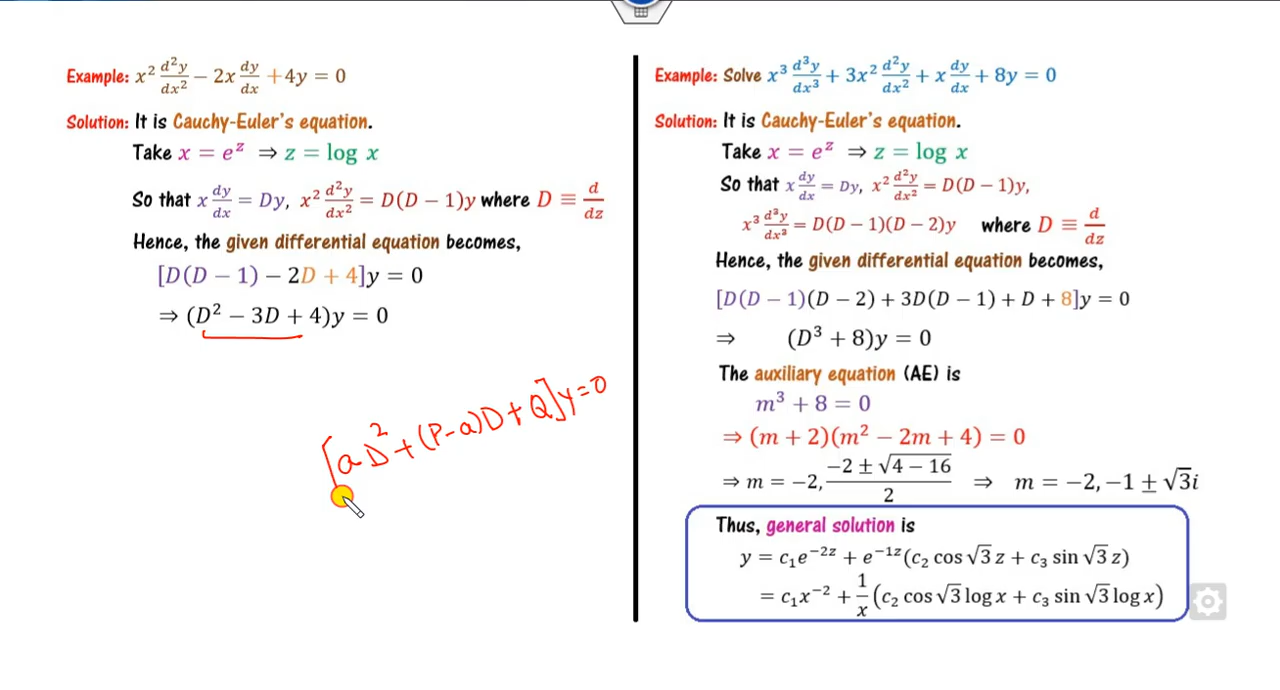 Example: x² d²y/dx² − 2x dy/dx + 4y = 0
Solution: It is Cauchy-Euler's equation.
Take x = e^z ⇒ z = log x
So that x dy/dx = Dy, x² d²y/dx² = D(D − 1)y where D ≡ d/dz
Hence, the given differential equation becomes,
[D(D − 1) − 2D + 4]y = 0
⇒ (D² − 3D + 4)y = 0
[aD² + (P-a)D + Q]y=0
Example: Solve x³ d³y/dx³ + 3x² d²y/dx² + x dy/dx + 8y = 0
Solution: It is Cauchy-Euler's equation.
Take x = e^z ⇒ z = log x
So that x dy/dx = Dy, x² d²y/dx² = D(D − 1)y,
x³ d³y/dx³ = D(D − 1)(D − 2)y where D ≡ d/dz
Hence, the given differential equation becomes,
[D(D − 1)(D − 2) + 3D(D − 1) + D + 8]y = 0
⇒ (D³ + 8)y = 0
The auxiliary equation (AE) is
m³ + 8 = 0
⇒ (m + 2)(m² − 2m + 4) = 0
⇒ m = −2, (−2 ± √(4 − 16))/2 ⇒ m = −2, −1 ± √3i
Thus, general solution is
y = c₁e^(−2z) + e^(−1z)(c₂ cos √3 z + c₃ sin √3 z)
= c₁x^(−2) + 1/x (c₂ cos √3 log x + c₃ sin √3 log x)